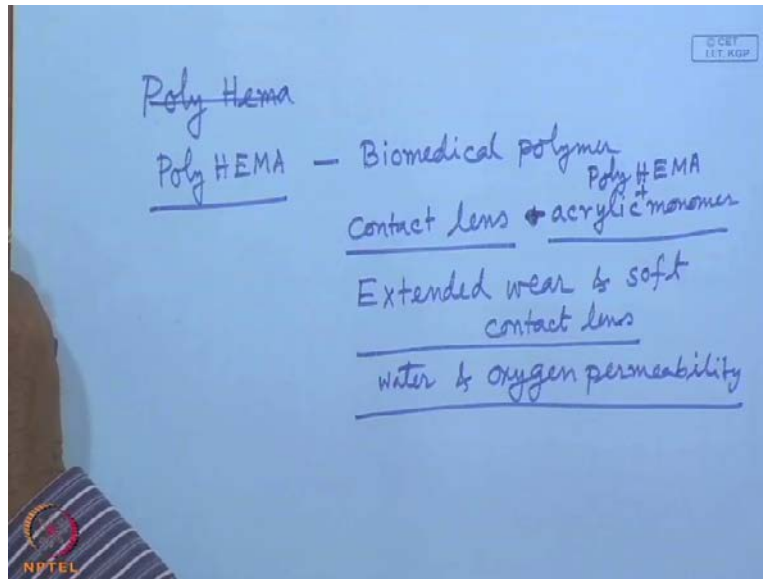 © CET
I.I.T. KGP
Poly Hema
Poly HEMA — Biomedical polymer
Poly HEMA
+
Contact lens + acrylic monomer
Extended wear & soft
contact lens
water & oxygen permeability
NPTEL